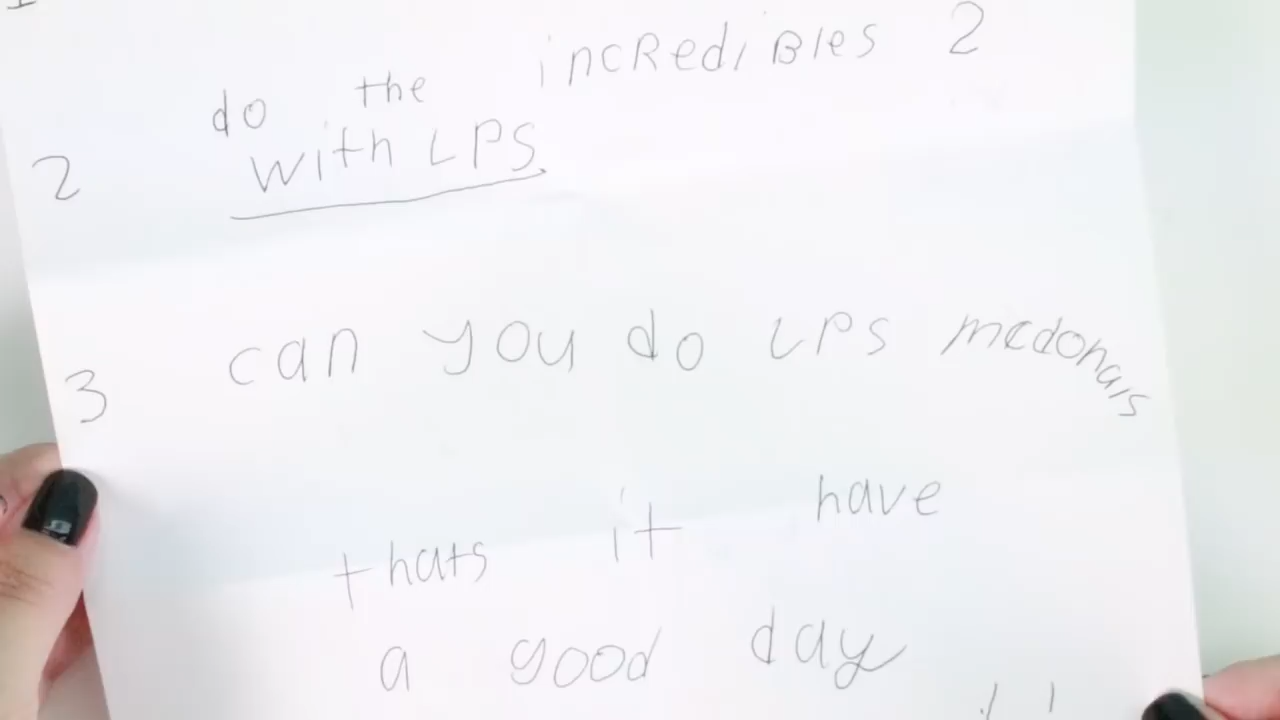 do the incRediBles 2
2 with LPS
3 can you do LPS mcdonals
thats it have
a good day